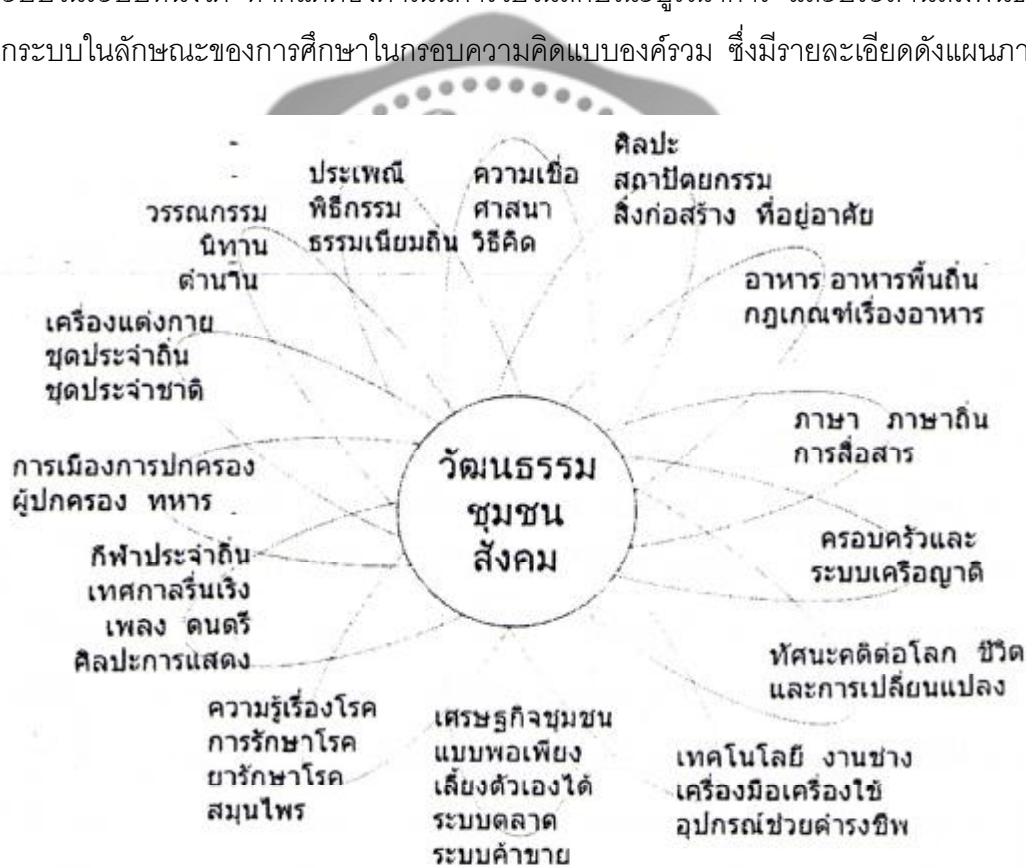 กระบบในลักษณะของการศึกษาในกรอบความคิดแบบองค์รวม ซึ่งมีรายละเอียดดังแผนภา
ศิลปะ
สถาปัตยกรรม
สิ่งก่อสร้าง ที่อยู่อาศัย
ประเพณี
พิธีกรรม
ธรรมเนียมถิ่น
ความเชื่อ
ศาสนา
วิธีคิด
วรรณกรรม
นิทาน
ตำนาน
อาหาร อาหารพื้นถิ่น
กฎเกณฑ์เรื่องอาหาร
เครื่องแต่งกาย
ชุดประจำถิ่น
ชุดประจำชาติ
ภาษา ภาษาถิ่น
การสื่อสาร
วัฒนธรรม
ชุมชน
สังคม
การเมืองการปกครอง
ผู้ปกครอง ทหาร
ครอบครัวและ
ระบบเครือญาติ
กีฬาประจำถิ่น
เทศกาลรื่นเริง
เพลง ดนตรี
ศิลปะการแสดง
ทัศนะคติต่อโลก ชีวิต
และการเปลี่ยนแปลง
ความรู้เรื่องโรค
การรักษาโรค
ยารักษาโรค
สมุนไพร
เศรษฐกิจชุมชน
แบบพอเพียง
เลี้ยงตัวเองได้
ระบบตลาด
ระบบค้าขาย
เทคโนโลยี งานช่าง
เครื่องมือเครื่องใช้
อุปกรณ์ช่วยดำรงชีพ